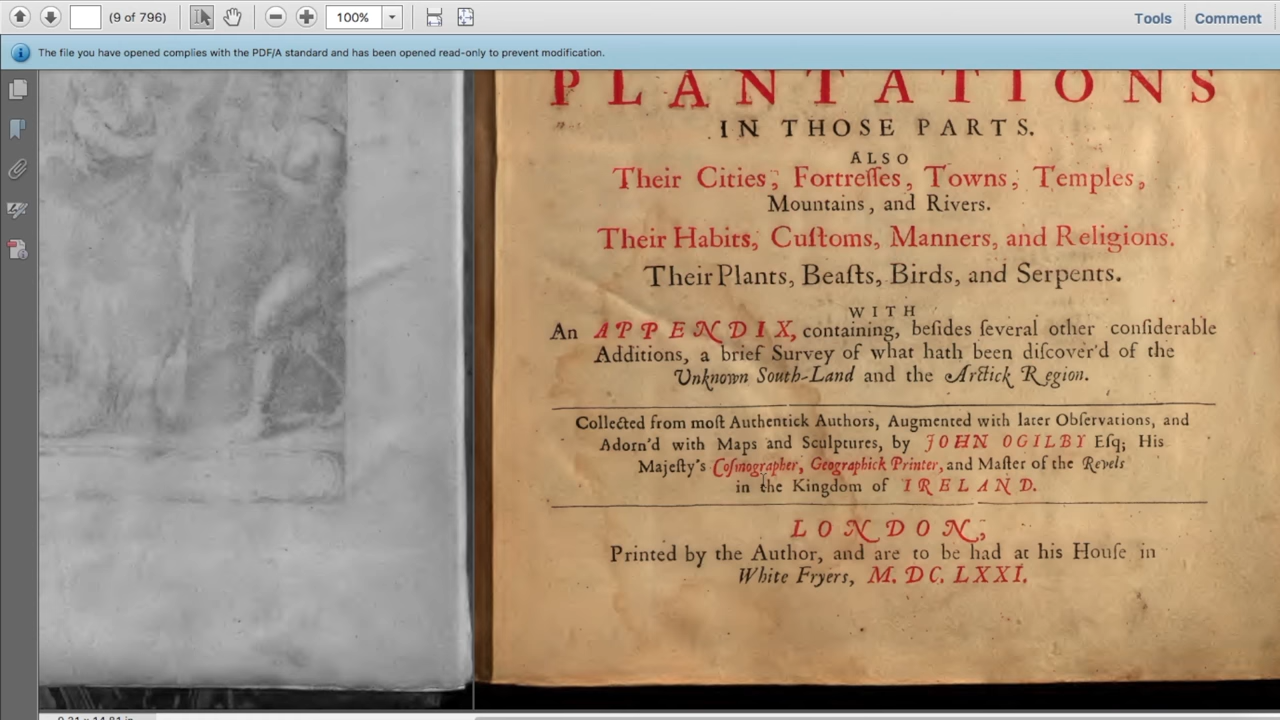 (9 of 796)
100%
Tools
Comment
The file you have opened complies with the PDF/A standard and has been opened read-only to prevent modification.
PLANTATIONS
IN THOSE PARTS.
ALSO
Their Cities, Fortreſſes, Towns, Temples,
Mountains, and Rivers.
Their Habits, Cuſtoms, Manners, and Religions.
Their Plants, Beaſts, Birds, and Serpents.
WITH
An APPENDIX, containing, beſides ſeveral other conſiderable
Additions, a brief Survey of what hath been diſcover'd of the
Unknown South-Land and the Arctick Region.
Collected from moſt Authentick Authors, Augmented with later Obſervations, and
Adorn'd with Maps and Sculptures, by JOHN OGILBY Eſq; His
Majeſty's Coſmographer, Geographick Printer, and Maſter of the Revels
in the Kingdom of IRELAND.
LONDON,
Printed by the Author, and are to be had at his Houſe in
White Fryers, M. DC. LXXI.